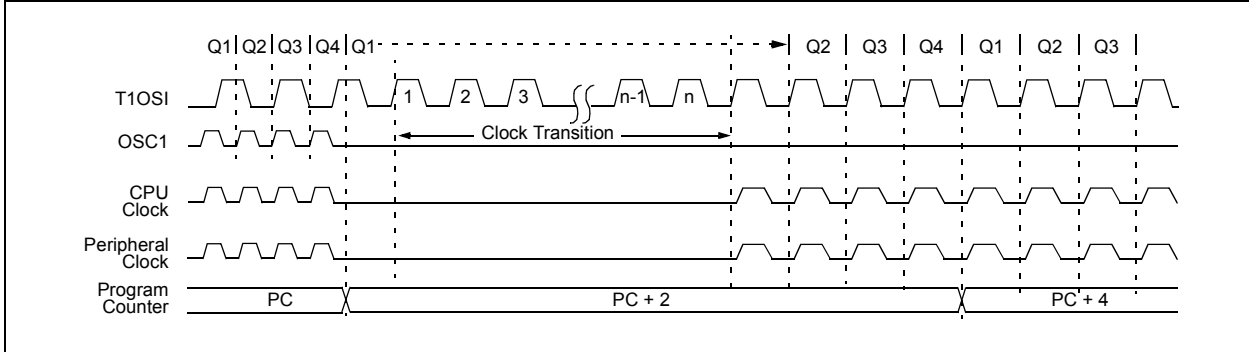 Q1 Q2 Q3 Q4 Q1 Q2 Q3 Q4 Q1 Q2 Q3
T1OSI
1 2 3 n-1 n
OSC1
Clock Transition
CPU
Clock
Peripheral
Clock
Program
Counter
PC PC + 2 PC + 4